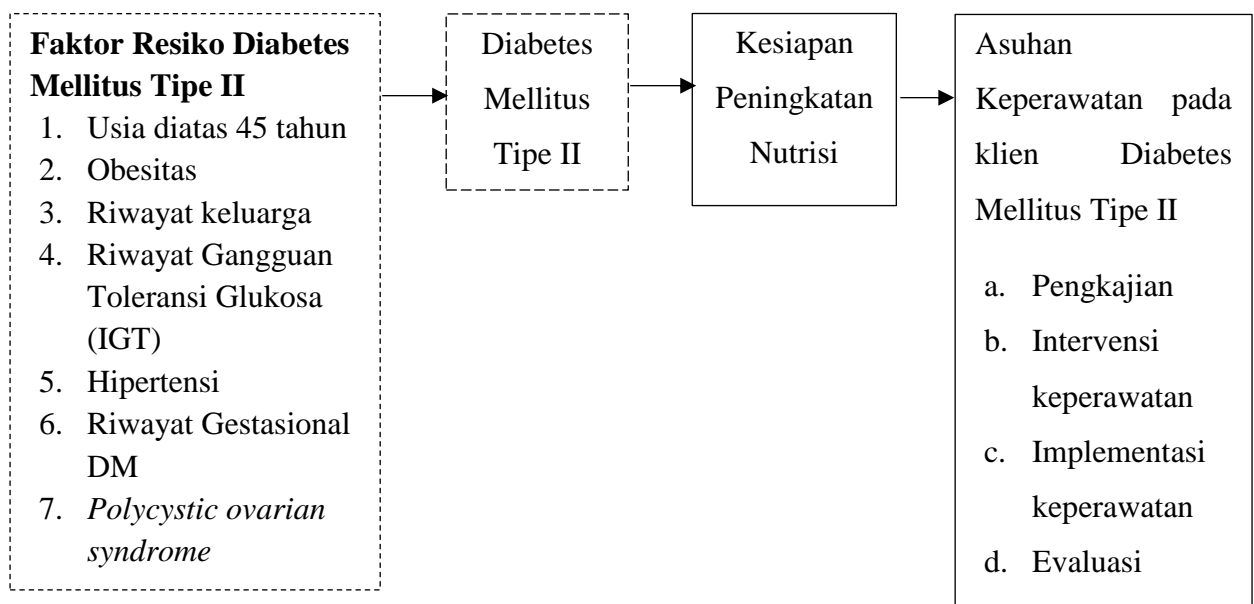 Faktor Resiko Diabetes
Mellitus Tipe II
1. Usia diatas 45 tahun
2. Obesitas
3. Riwayat keluarga
4. Riwayat Gangguan
Toleransi Glukosa
(IGT)
5. Hipertensi
6. Riwayat Gestasional
DM
7. Polycystic ovarian
syndrome
Diabetes
Mellitus
Tipe II
Kesiapan
Peningkatan
Nutrisi
Asuhan
Keperawatan pada
klien Diabetes
Mellitus Tipe II
a. Pengkajian
b. Intervensi
keperawatan
c. Implementasi
keperawatan
d. Evaluasi